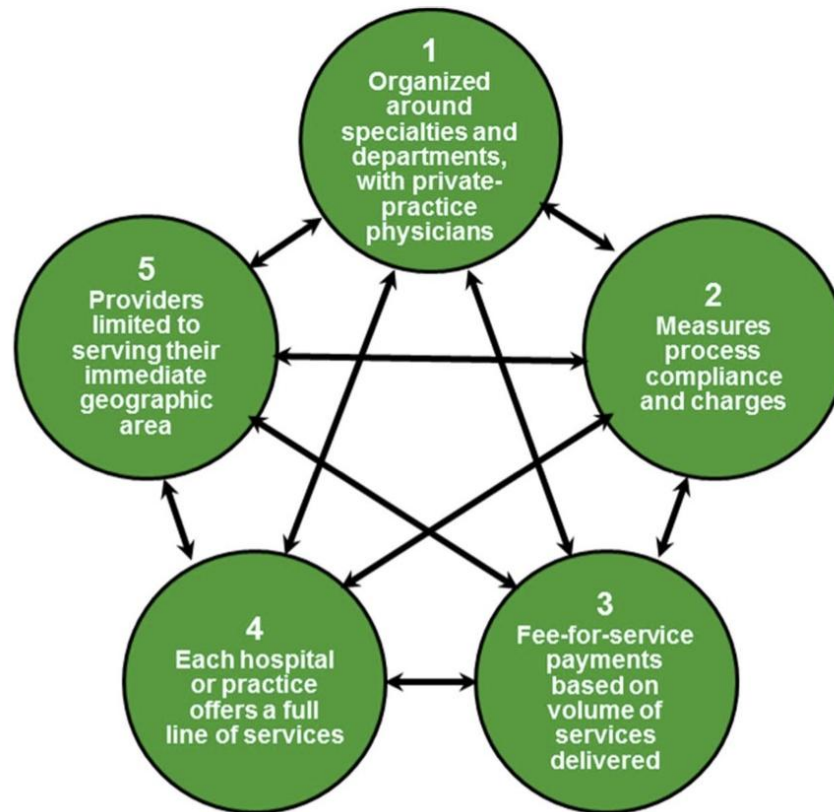 1
Organized
around
specialties and
departments,
with private-
practice
physicians
2
Measures
process
compliance
and charges
3
Fee-for-service
payments
based on
volume of
services
delivered
4
Each hospital
or practice
offers a full
line of services
5
Providers
limited to
serving their
immediate
geographic
area